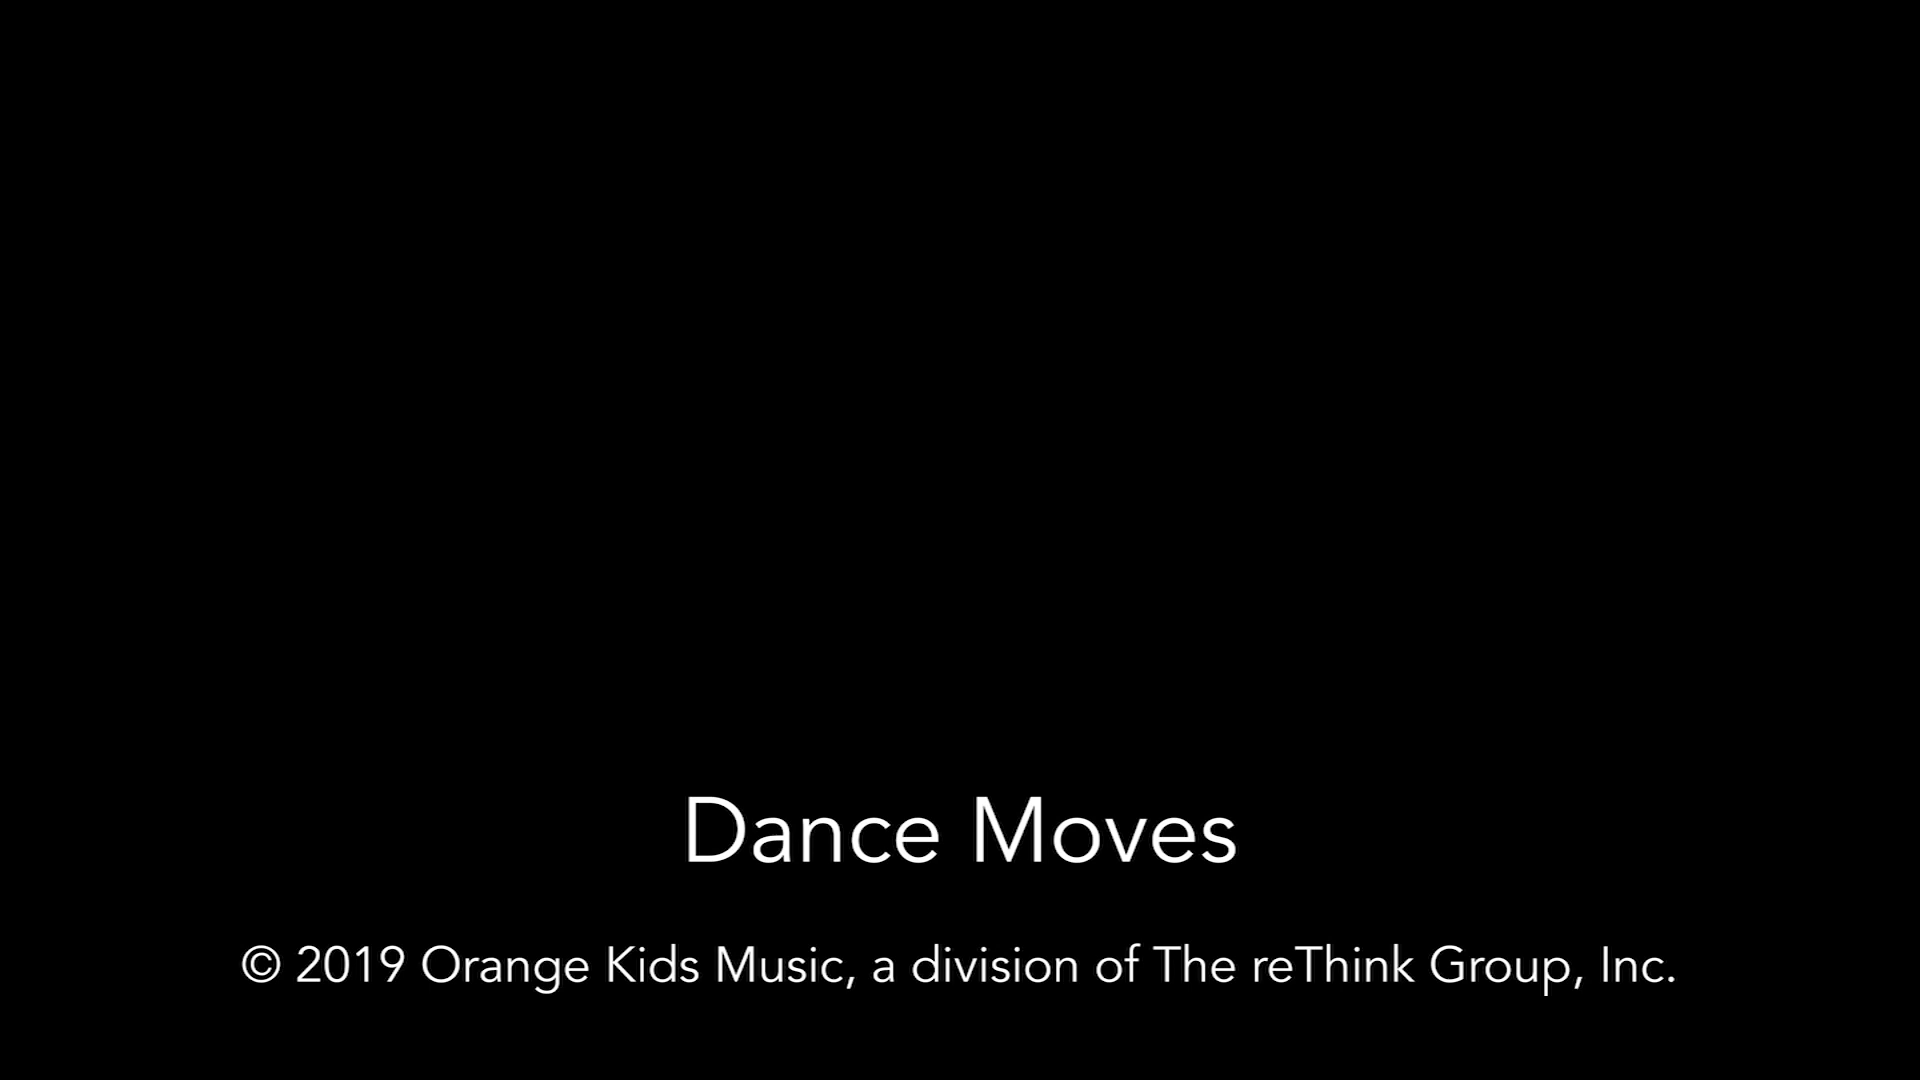 Dance Moves
© 2019 Orange Kids Music, a division of The reThink Group, Inc.